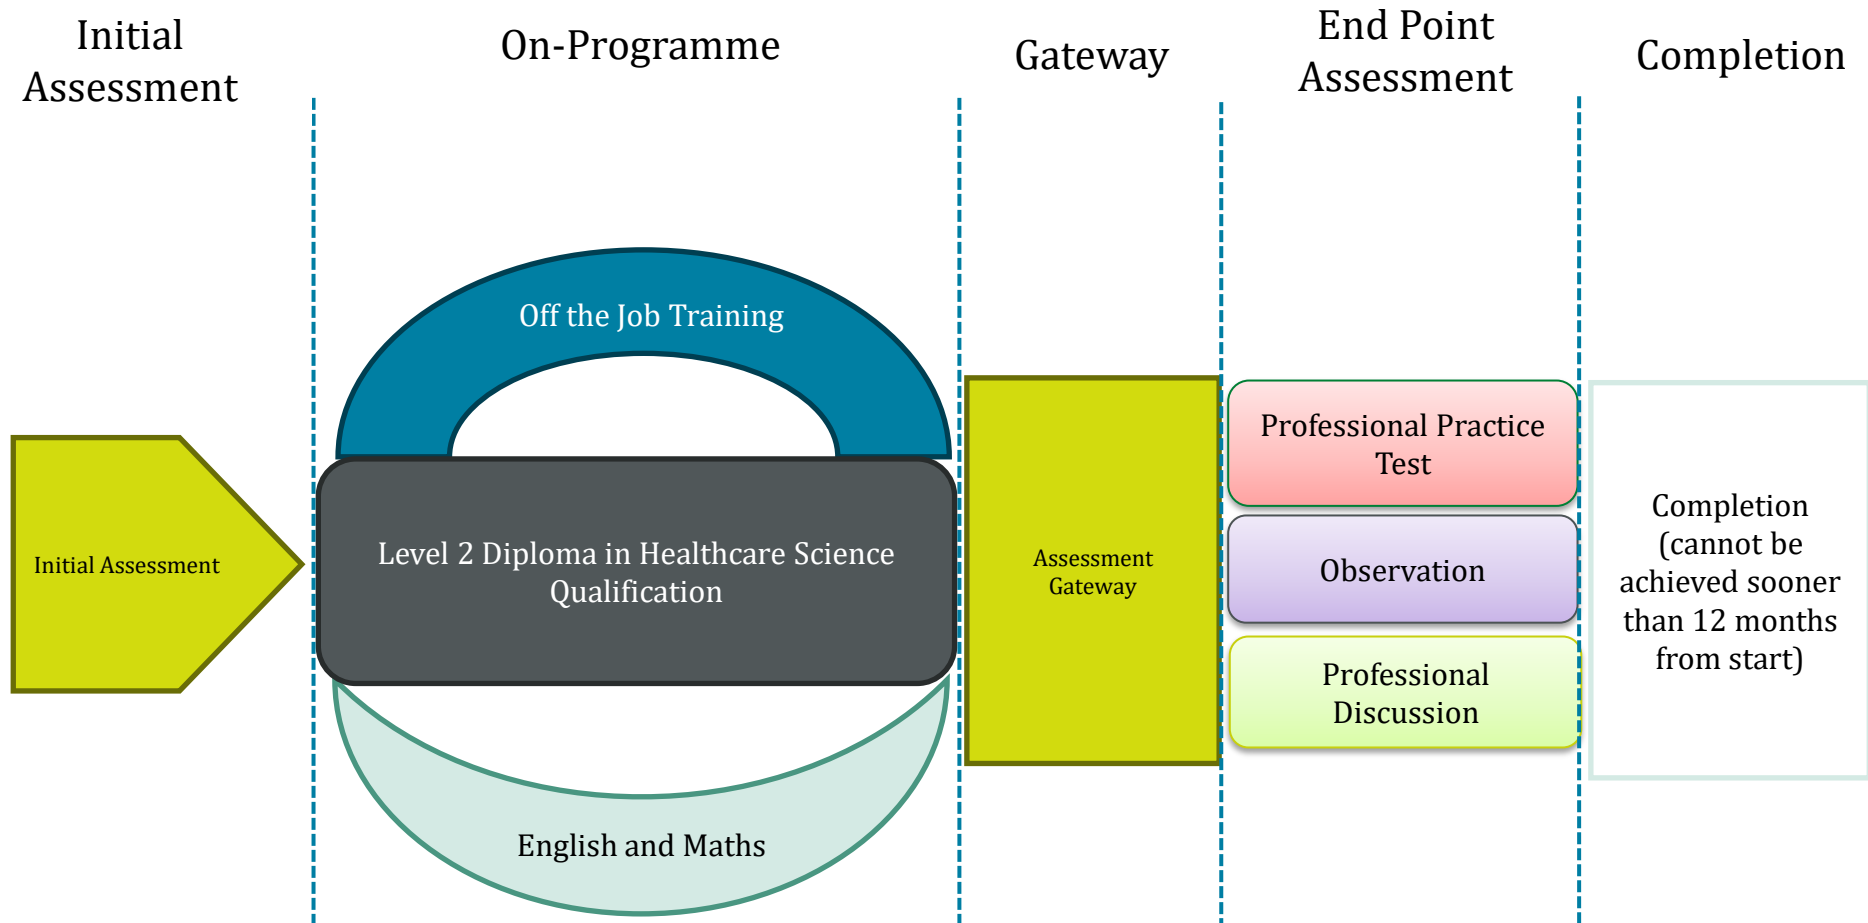 Initial
Assessment
On-Programme
Gateway
End Point
Assessment
Completion
Initial Assessment
Off the Job Training
Level 2 Diploma in Healthcare Science
Qualification
English and Maths
Assessment
Gateway
Professional Practice
Test
Observation
Professional
Discussion
Completion
(cannot be
achieved sooner
than 12 months
from start)